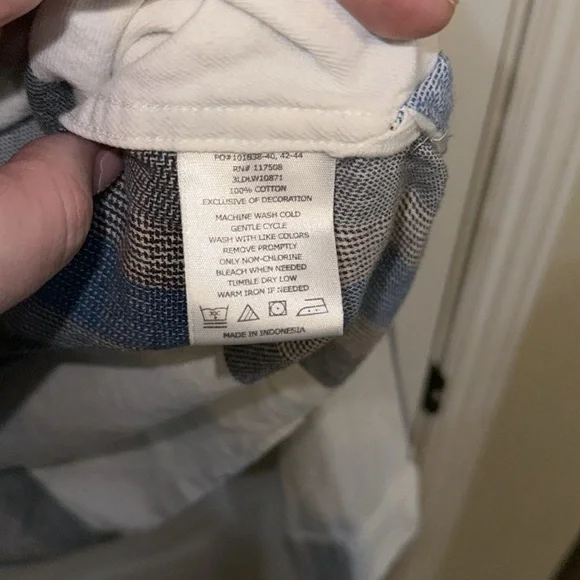 PO#101838-40, 42-44
RN# 117508
3LDLW10871
100% COTTON
EXCLUSIVE OF DECORATION
MACHINE WASH COLD
GENTLE CYCLE
WASH WITH LIKE COLORS
REMOVE PROMPTLY
ONLY NON-CHLORINE
BLEACH WHEN NEEDED
TUMBLE DRY LOW
WARM IRON IF NEEDED
MADE IN INDONESIA